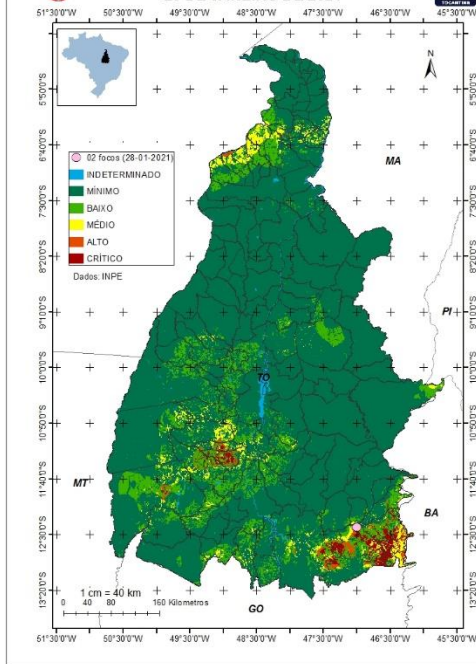 51°30'0"W 50°30'0"W 49°30'0"W 48°30'0"W 47°30'0"W 46°30'0"W 45°30'0"W
TOCANTINS
N
5°50'0"S
6°40'0"S
7°30'0"S
8°20'0"S
9°10'0"S
10°0'0"S
10°50'0"S
11°40'0"S
12°30'0"S
13°20'0"S
02 focos (28-01-2021)
INDETERMINADO
MÍNIMO
BAIXO
MÉDIO
ALTO
CRÍTICO
Dados: INPE
MA
PI
TO
MT
BA
GO
1 cm = 40 km
0 40 80 160 Kilometros
51°30'0"W 50°30'0"W 49°30'0"W 48°30'0"W 47°30'0"W 46°30'0"W 45°30'0"W